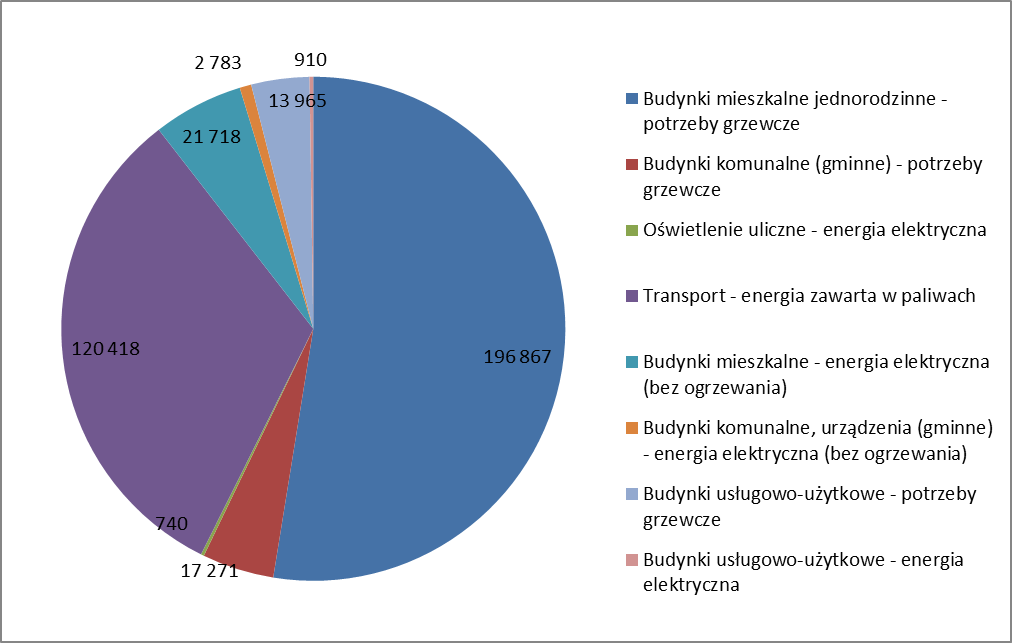 910
2 783
13 965
21 718
196 867
120 418
740
17 271
Budynki mieszkalne jednorodzinne -
potrzeby grzewcze
Budynki komunalne (gminne) - potrzeby
grzewcze
Oświetlenie uliczne - energia elektryczna
Transport - energia zawarta w paliwach
Budynki mieszkalne - energia elektryczna
(bez ogrzewania)
Budynki komunalne, urządzenia (gminne)
- energia elektryczna (bez ogrzewania)
Budynki usługowo-użytkowe - potrzeby
grzewcze
Budynki usługowo-użytkowe - energia
elektryczna